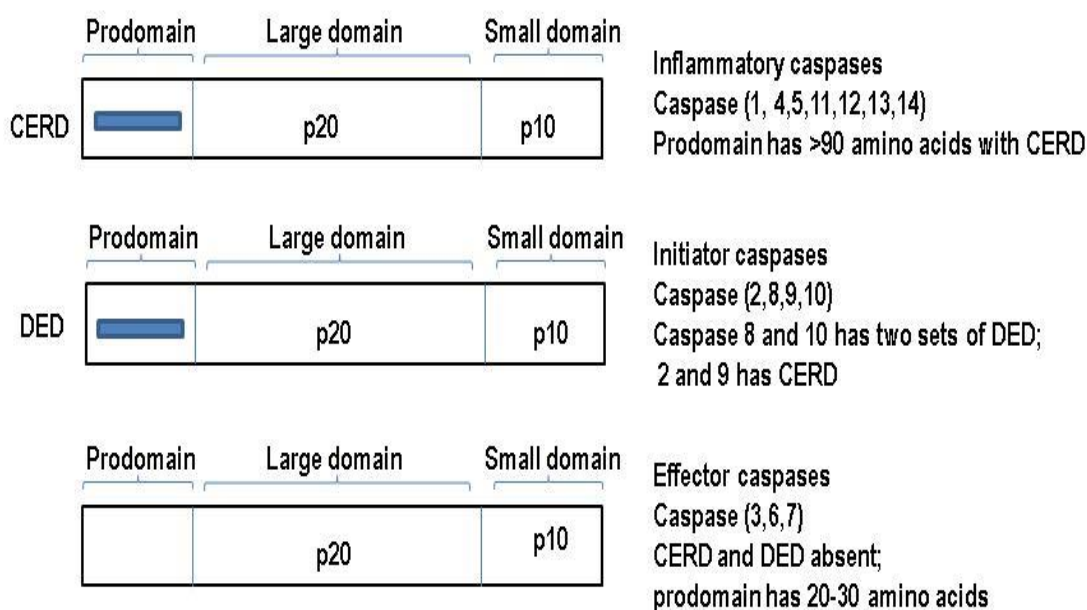 Prodomain Large domain Small domain
CERD p20 p10
Inflammatory caspases
Caspase (1, 4,5,11,12,13,14)
Prodomain has >90 amino acids with CERD
Prodomain Large domain Small domain
DED p20 p10
Initiator caspases
Caspase (2,8,9,10)
Caspase 8 and 10 has two sets of DED;
2 and 9 has CERD
Prodomain Large domain Small domain
p20 p10
Effector caspases
Caspase (3,6,7)
CERD and DED absent;
prodomain has 20-30 amino acids